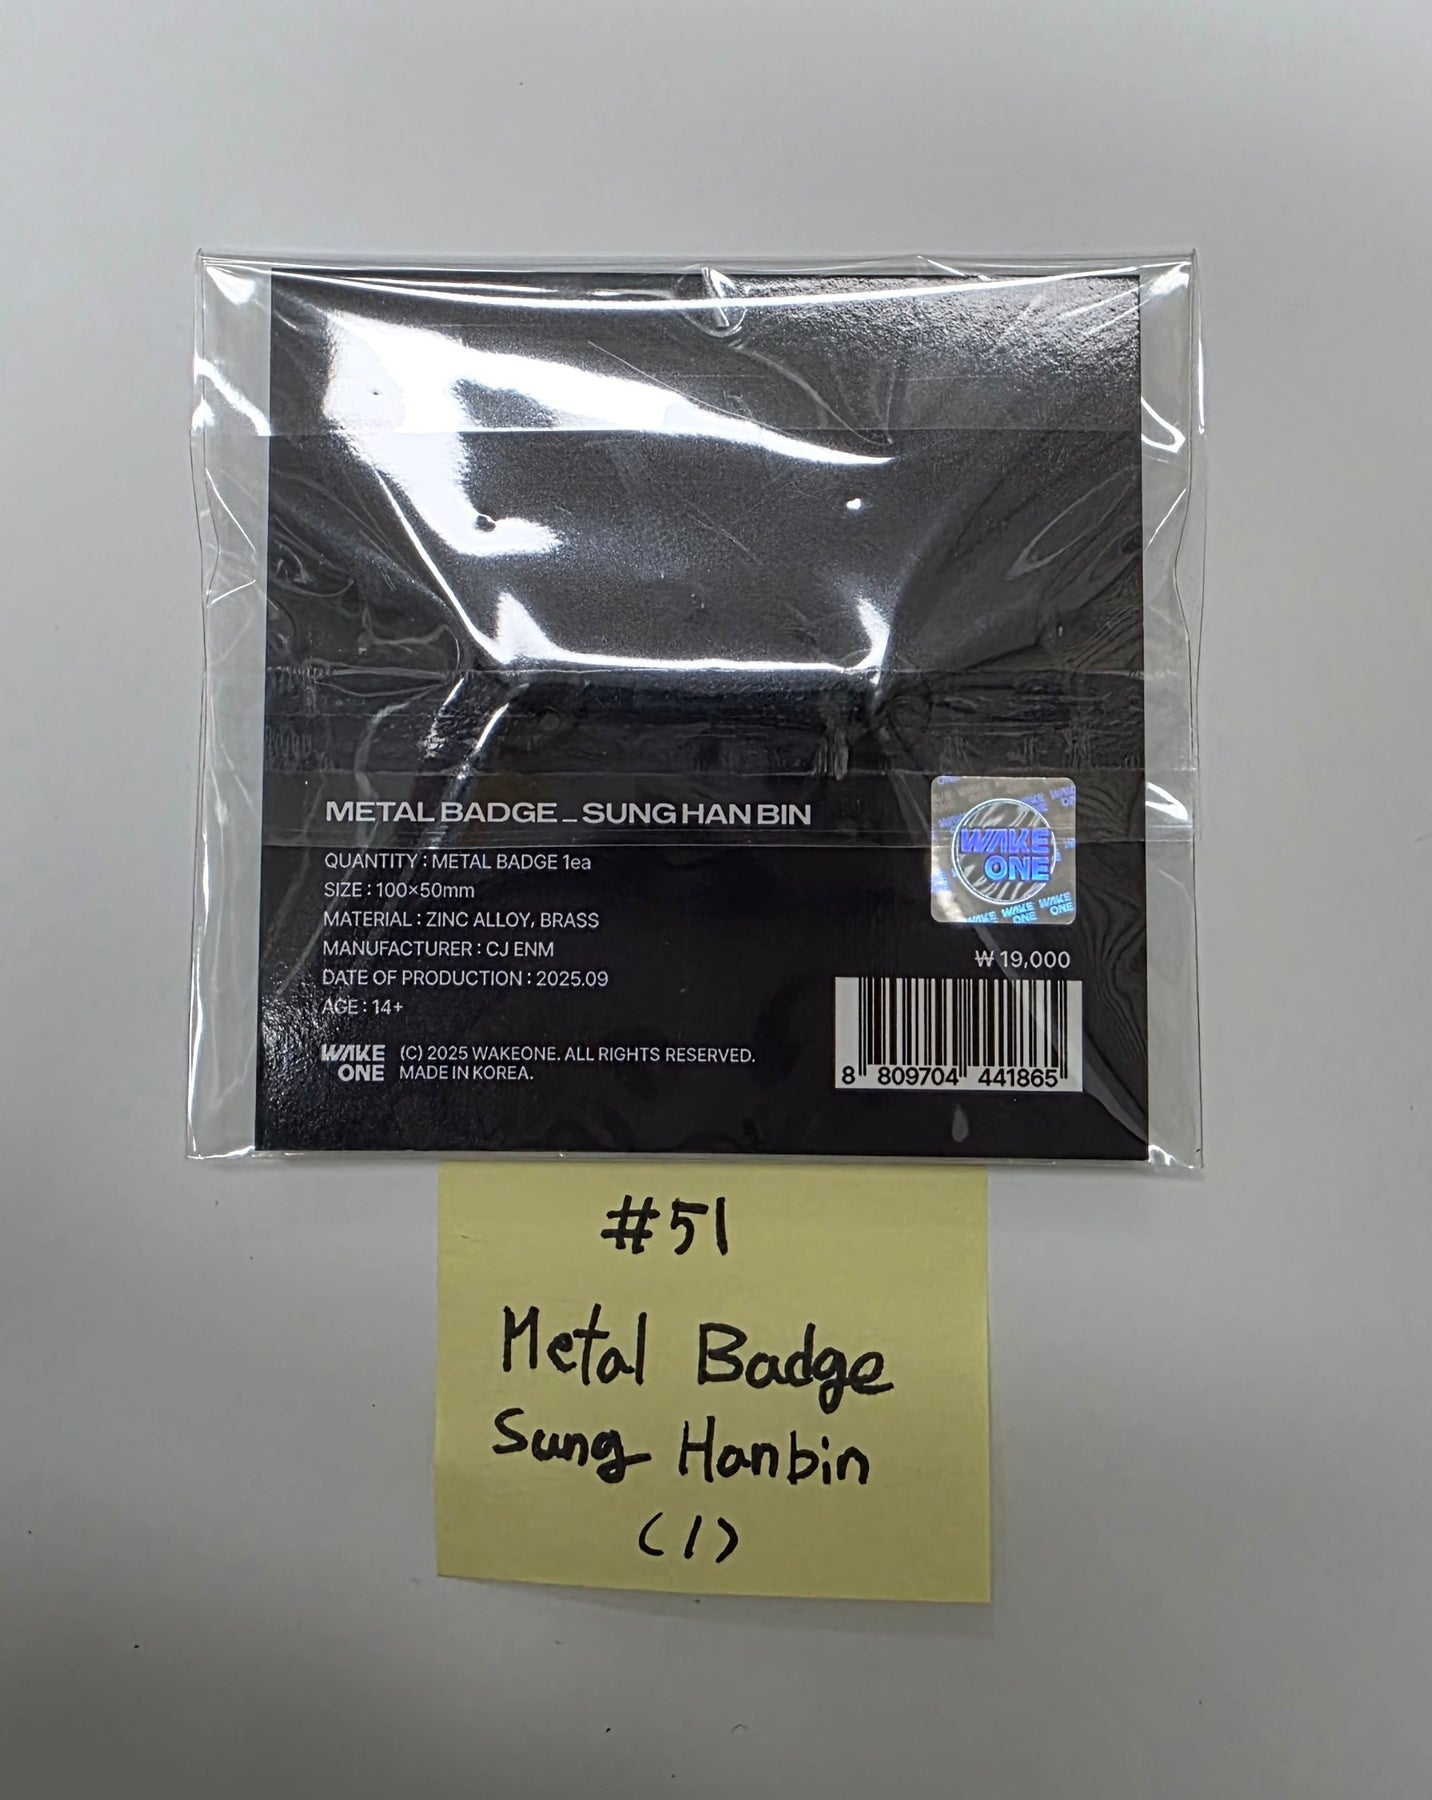 METAL BADGE _ SUNG HAN BIN
QUANTITY : METAL BADGE 1ea
SIZE : 100×50mm
MATERIAL : ZINC ALLOY, BRASS
MANUFACTURER : CJ ENM
DATE OF PRODUCTION : 2025.09
AGE : 14+
WAKE
ONE
(C) 2025 WAKEONE. ALL RIGHTS RESERVED.
MADE IN KOREA.
WAKE
ONE
₩ 19,000
8 809704 441865
#51
Metal Badge
Sung Hanbin
(1)